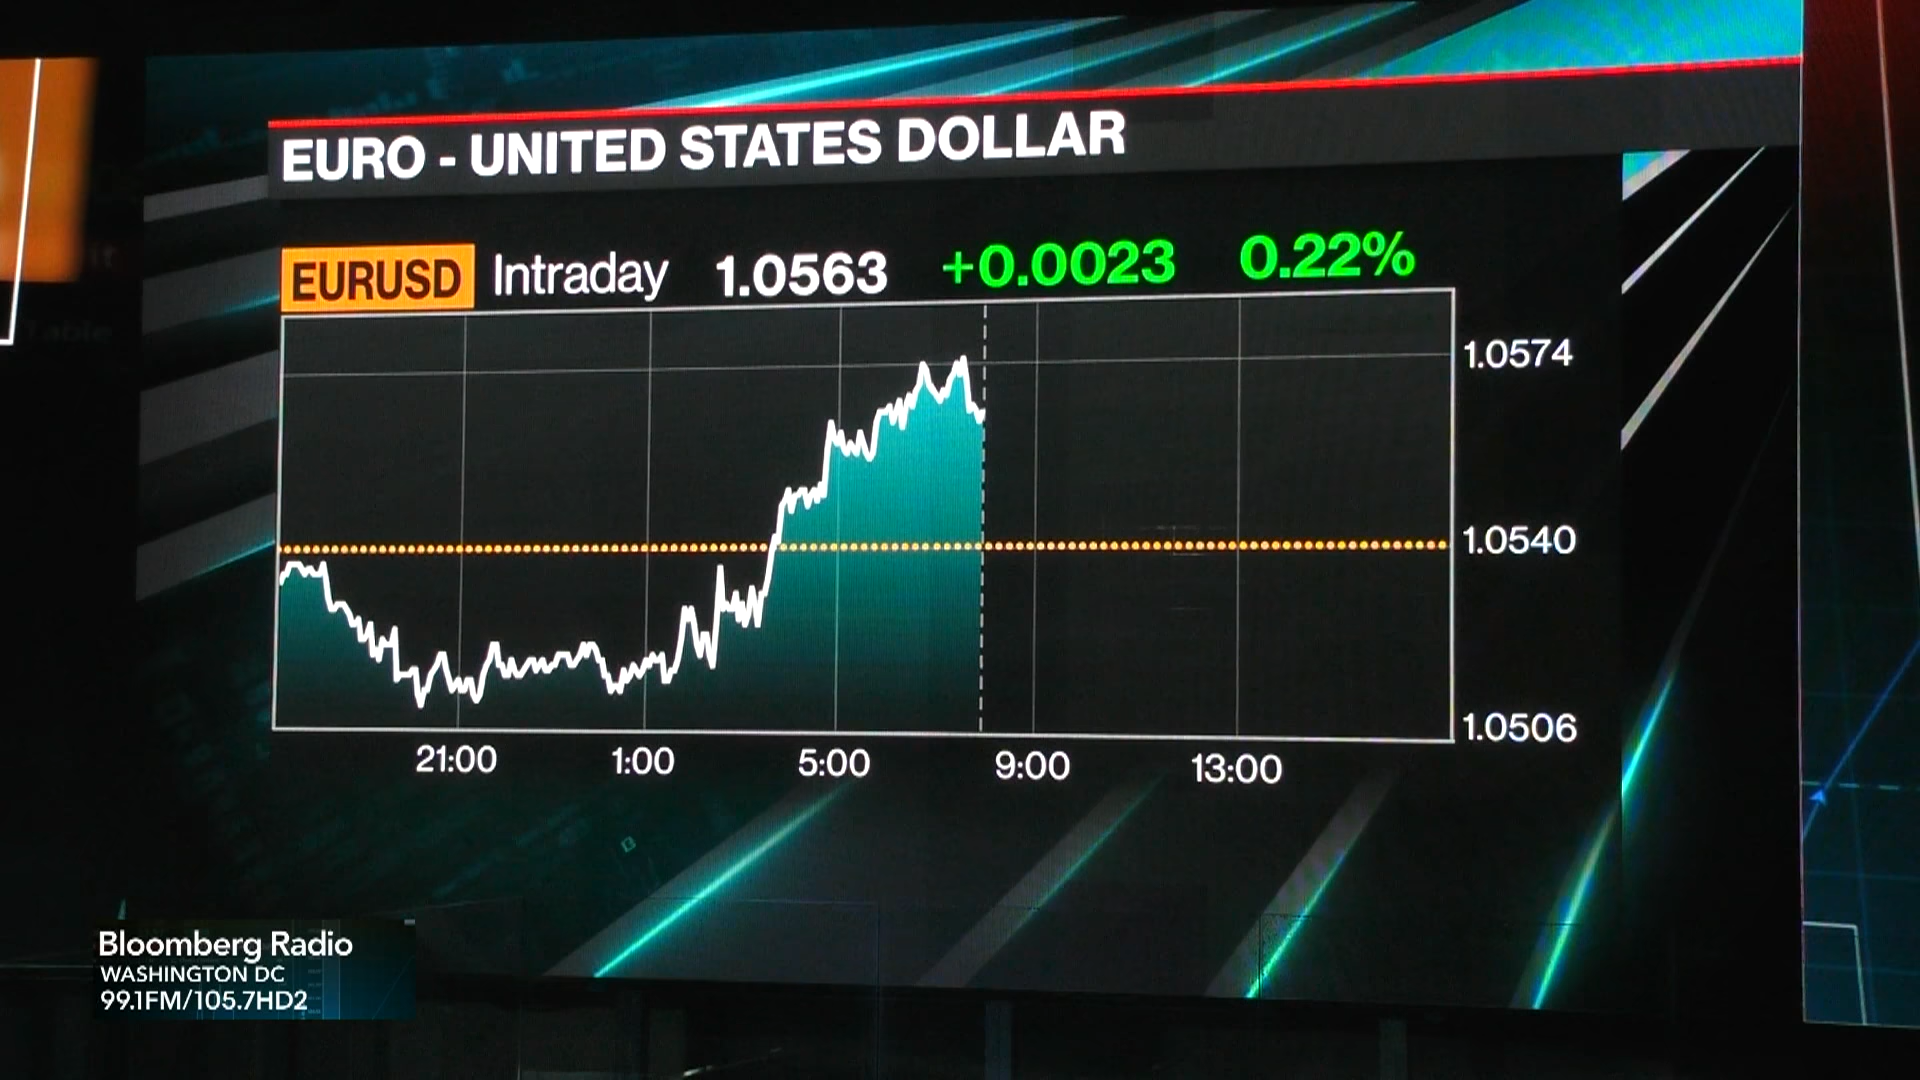 EURO - UNITED STATES DOLLAR
EURUSD Intraday 1.0563 +0.0023 0.22%
1.0574
1.0540
1.0506
21:00 1:00 5:00 9:00 13:00
Bloomberg Radio
WASHINGTON DC
99.1FM/105.7HD2